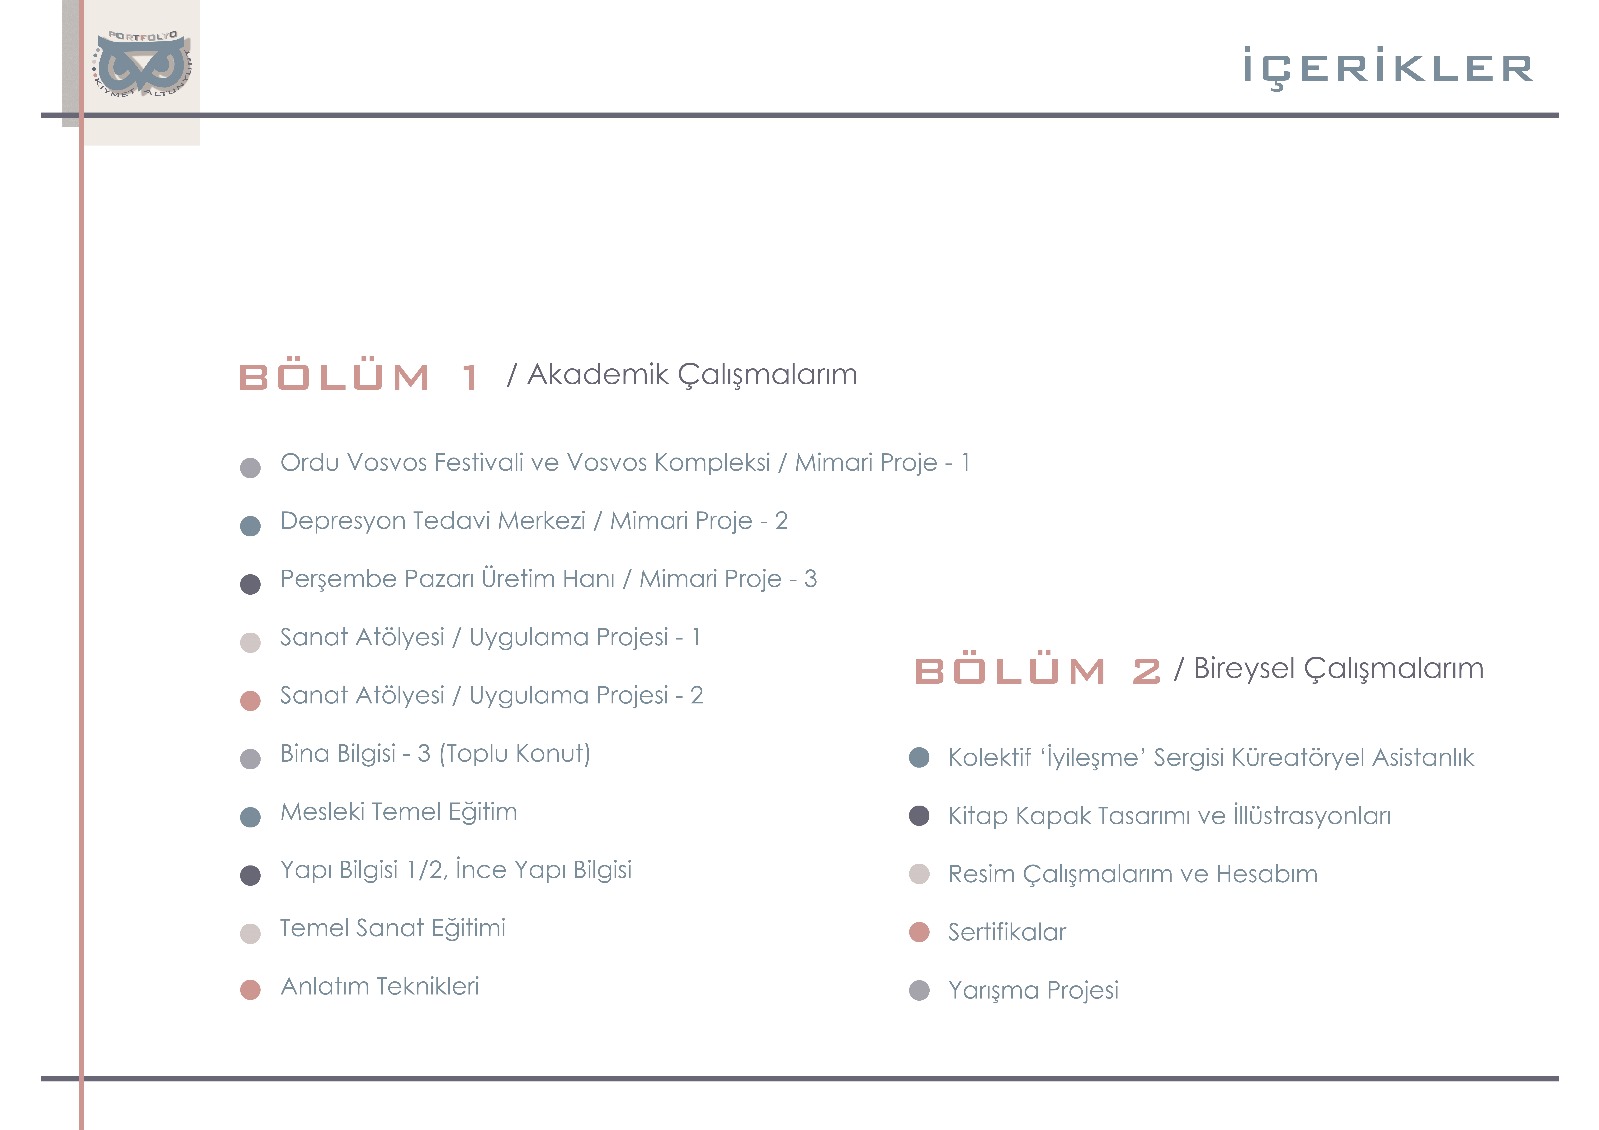 PORTFOLYO
KIYMET ALTUNAYUM
İÇERİKLER
BÖLÜM 1 / Akademik Çalışmalarım
Ordu Vosvos Festivali ve Vosvos Kompleksi / Mimari Proje - 1
Depresyon Tedavi Merkezi / Mimari Proje - 2
Perşembe Pazarı Üretim Hanı / Mimari Proje - 3
Sanat Atölyesi / Uygulama Projesi - 1
Sanat Atölyesi / Uygulama Projesi - 2
Bina Bilgisi - 3 (Toplu Konut)
Mesleki Temel Eğitim
Yapı Bilgisi 1/2, İnce Yapı Bilgisi
Temel Sanat Eğitimi
Anlatım Teknikleri
BÖLÜM 2 / Bireysel Çalışmalarım
Kolektif ‘İyileşme’ Sergisi Küreatöryel Asistanlık
Kitap Kapak Tasarımı ve İllüstrasyonları
Resim Çalışmalarım ve Hesabım
Sertifikalar
Yarışma Projesi